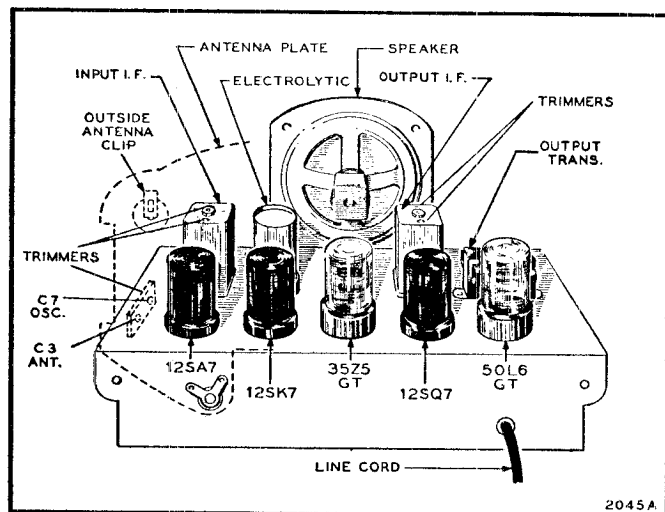 ANTENNA PLATE
SPEAKER
INPUT I.F.
ELECTROLYTIC
OUTPUT I.F.
TRIMMERS
OUTSIDE
ANTENNA
CLIP
OUTPUT
TRANS.
TRIMMERS
C7
OSC.
C3
ANT.
12SA7
12SK7
35Z5
GT
12SQ7
50L6
GT
LINE CORD
2045A